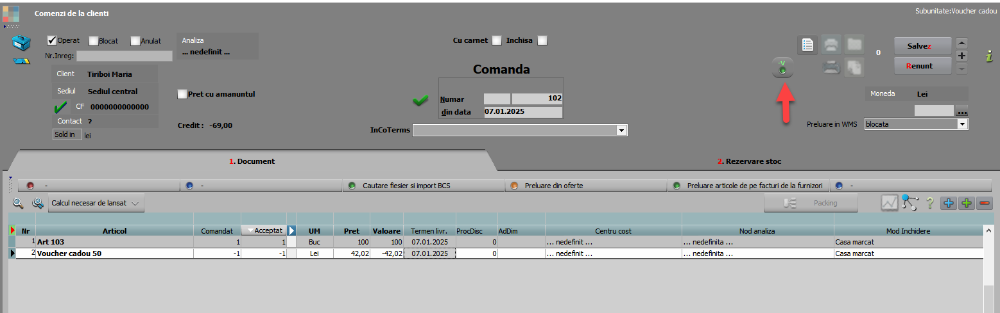 Comenzi de la clienti
Subunitate:Voucher cadou
Operat Blocat Anulat
Analiza
... nedefinit ...
Nr.Inreg:
Cu carnet Inchisa
0
Salvez
Renunt
i
-V
Client Tiriboi Maria
Sediul Sediul central
CF 0000000000000
Contact ?
Sold in lei
Pret cu amanuntul
Credit : -69,00
Comanda
Numar 102
din data 07.01.2025
InCoTerms
Moneda Lei
...
Preluare in WMS blocata
1. Document
2. Rezervare stoc
- - Cautare fiesier si import BCS Preluare din oferte Preluare articole de pe facturi de la furnizori -
Calcul necesar de lansat
Packing
?
Nr Articol Comandat Acceptat UM Pret Valoare Termen livr. ProcDisc AdDim Centru cost Nod analiza Mod Inchidere
1 Art 103 1 1 Buc 100 100 07.01.2025 0 ... nedefinit ... ... nedefinita ... Casa marcat
2 Voucher cadou 50 -1 -1 Lei 42,02 -42,02 07.01.2025 0 ... nedefinit ... ... nedefinita ... Casa marcat